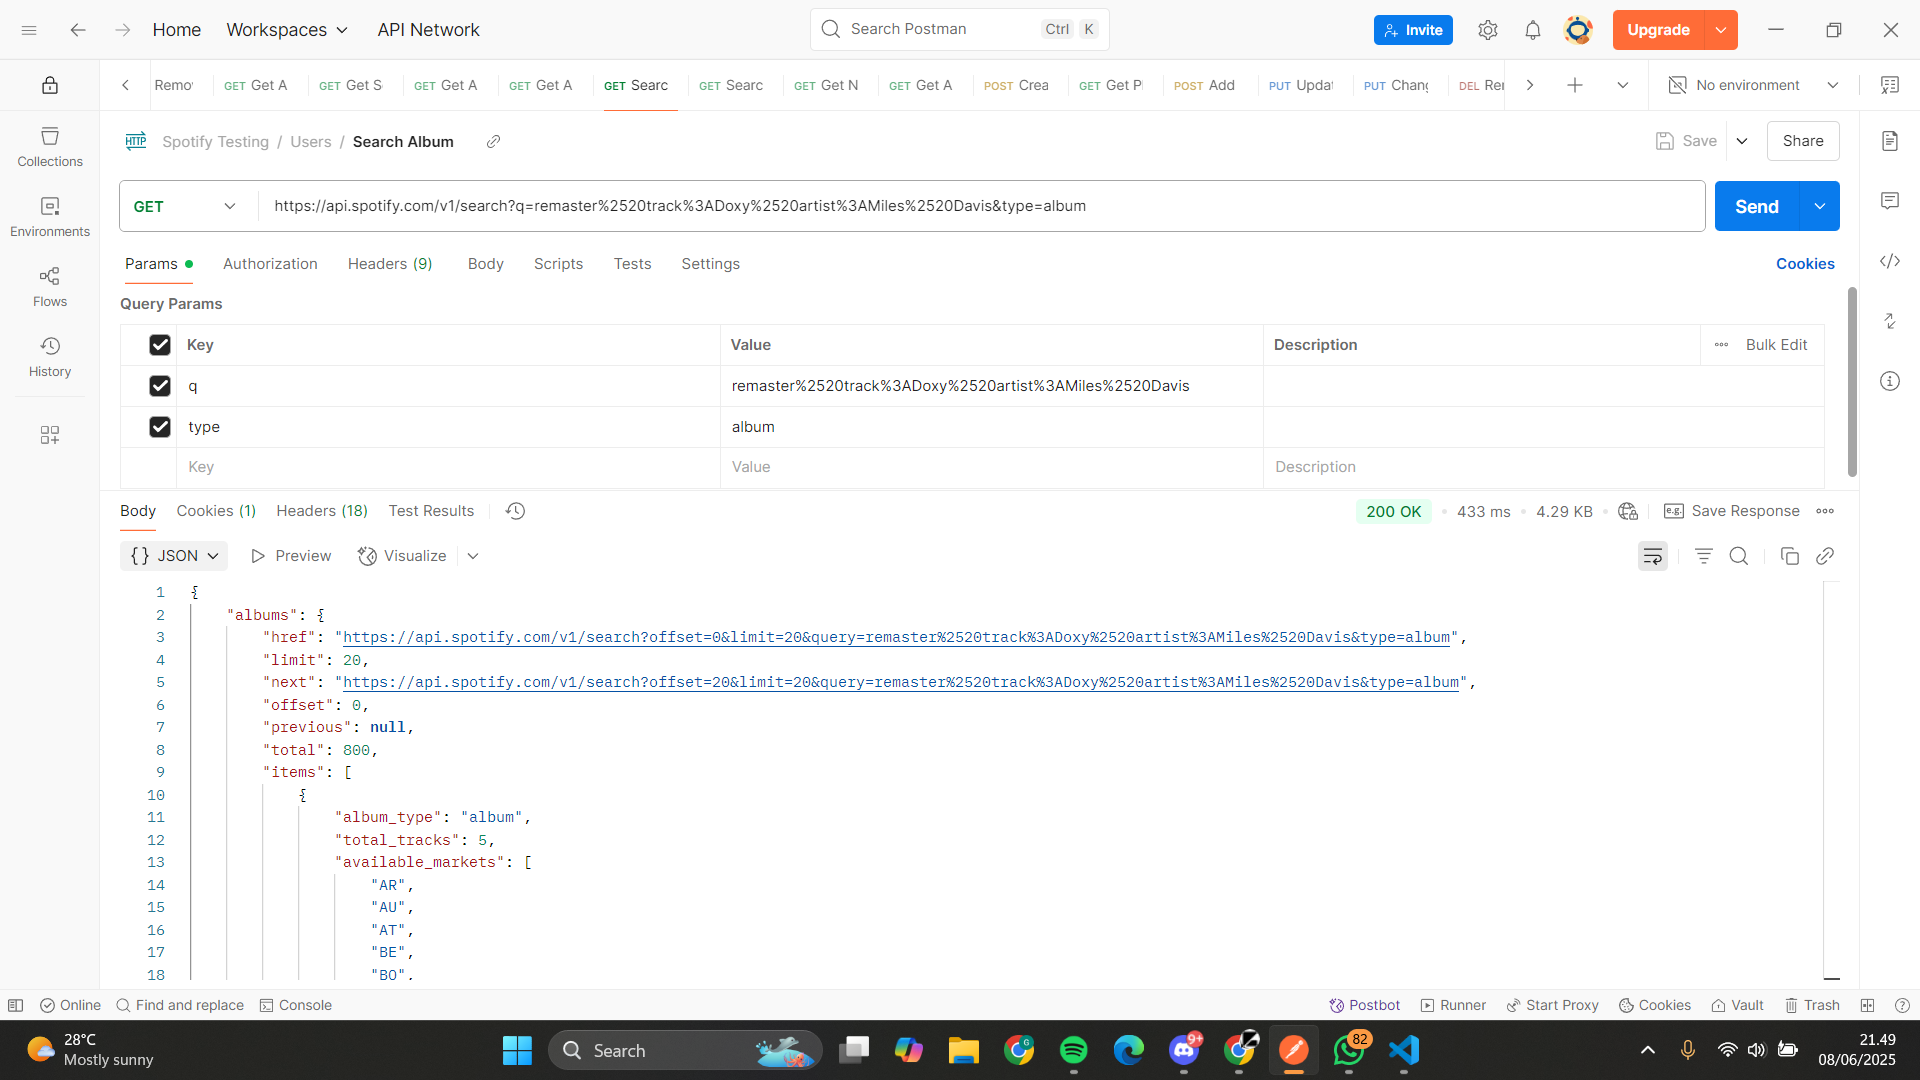 Home Workspaces API Network Search Postman Ctrl K Invite Upgrade
Remo GET Get A GET Get S GET Get A GET Get A GET Searc GET Searc GET Get N GET Get A POST Crea GET Get P POST Add PUT Updat PUT Chang DEL Rer No environment
HTTP Spotify Testing / Users / Search Album Save Share
GET https://api.spotify.com/v1/search?q=remaster%2520track%3ADoxy%2520artist%3AMiles%2520Davis&type=album Send
Params Authorization Headers (9) Body Scripts Tests Settings Cookies
Query Params
Key Value Description Bulk Edit
q remaster%2520track%3ADoxy%2520artist%3AMiles%2520Davis
type album
Key Value Description
Collections
Environments
Flows
History
Body Cookies (1) Headers (18) Test Results 200 OK 433 ms 4.29 KB e.g. Save Response
{} JSON Preview Visualize
1 {
2 "albums": {
3 "href": "https://api.spotify.com/v1/search?offset=0&limit=20&query=remaster%2520track%3ADoxy%2520artist%3AMiles%2520Davis&type=album",
4 "limit": 20,
5 "next": "https://api.spotify.com/v1/search?offset=20&limit=20&query=remaster%2520track%3ADoxy%2520artist%3AMiles%2520Davis&type=album",
6 "offset": 0,
7 "previous": null,
8 "total": 800,
9 "items": [
10 {
11 "album_type": "album",
12 "total_tracks": 5,
13 "available_markets": [
14 "AR",
15 "AU",
16 "AT",
17 "BE",
18 "BO",
Online Find and replace Console Postbot Runner Start Proxy Cookies Vault Trash
28°C
Mostly sunny
Search
9+
82
21.49
08/06/2025